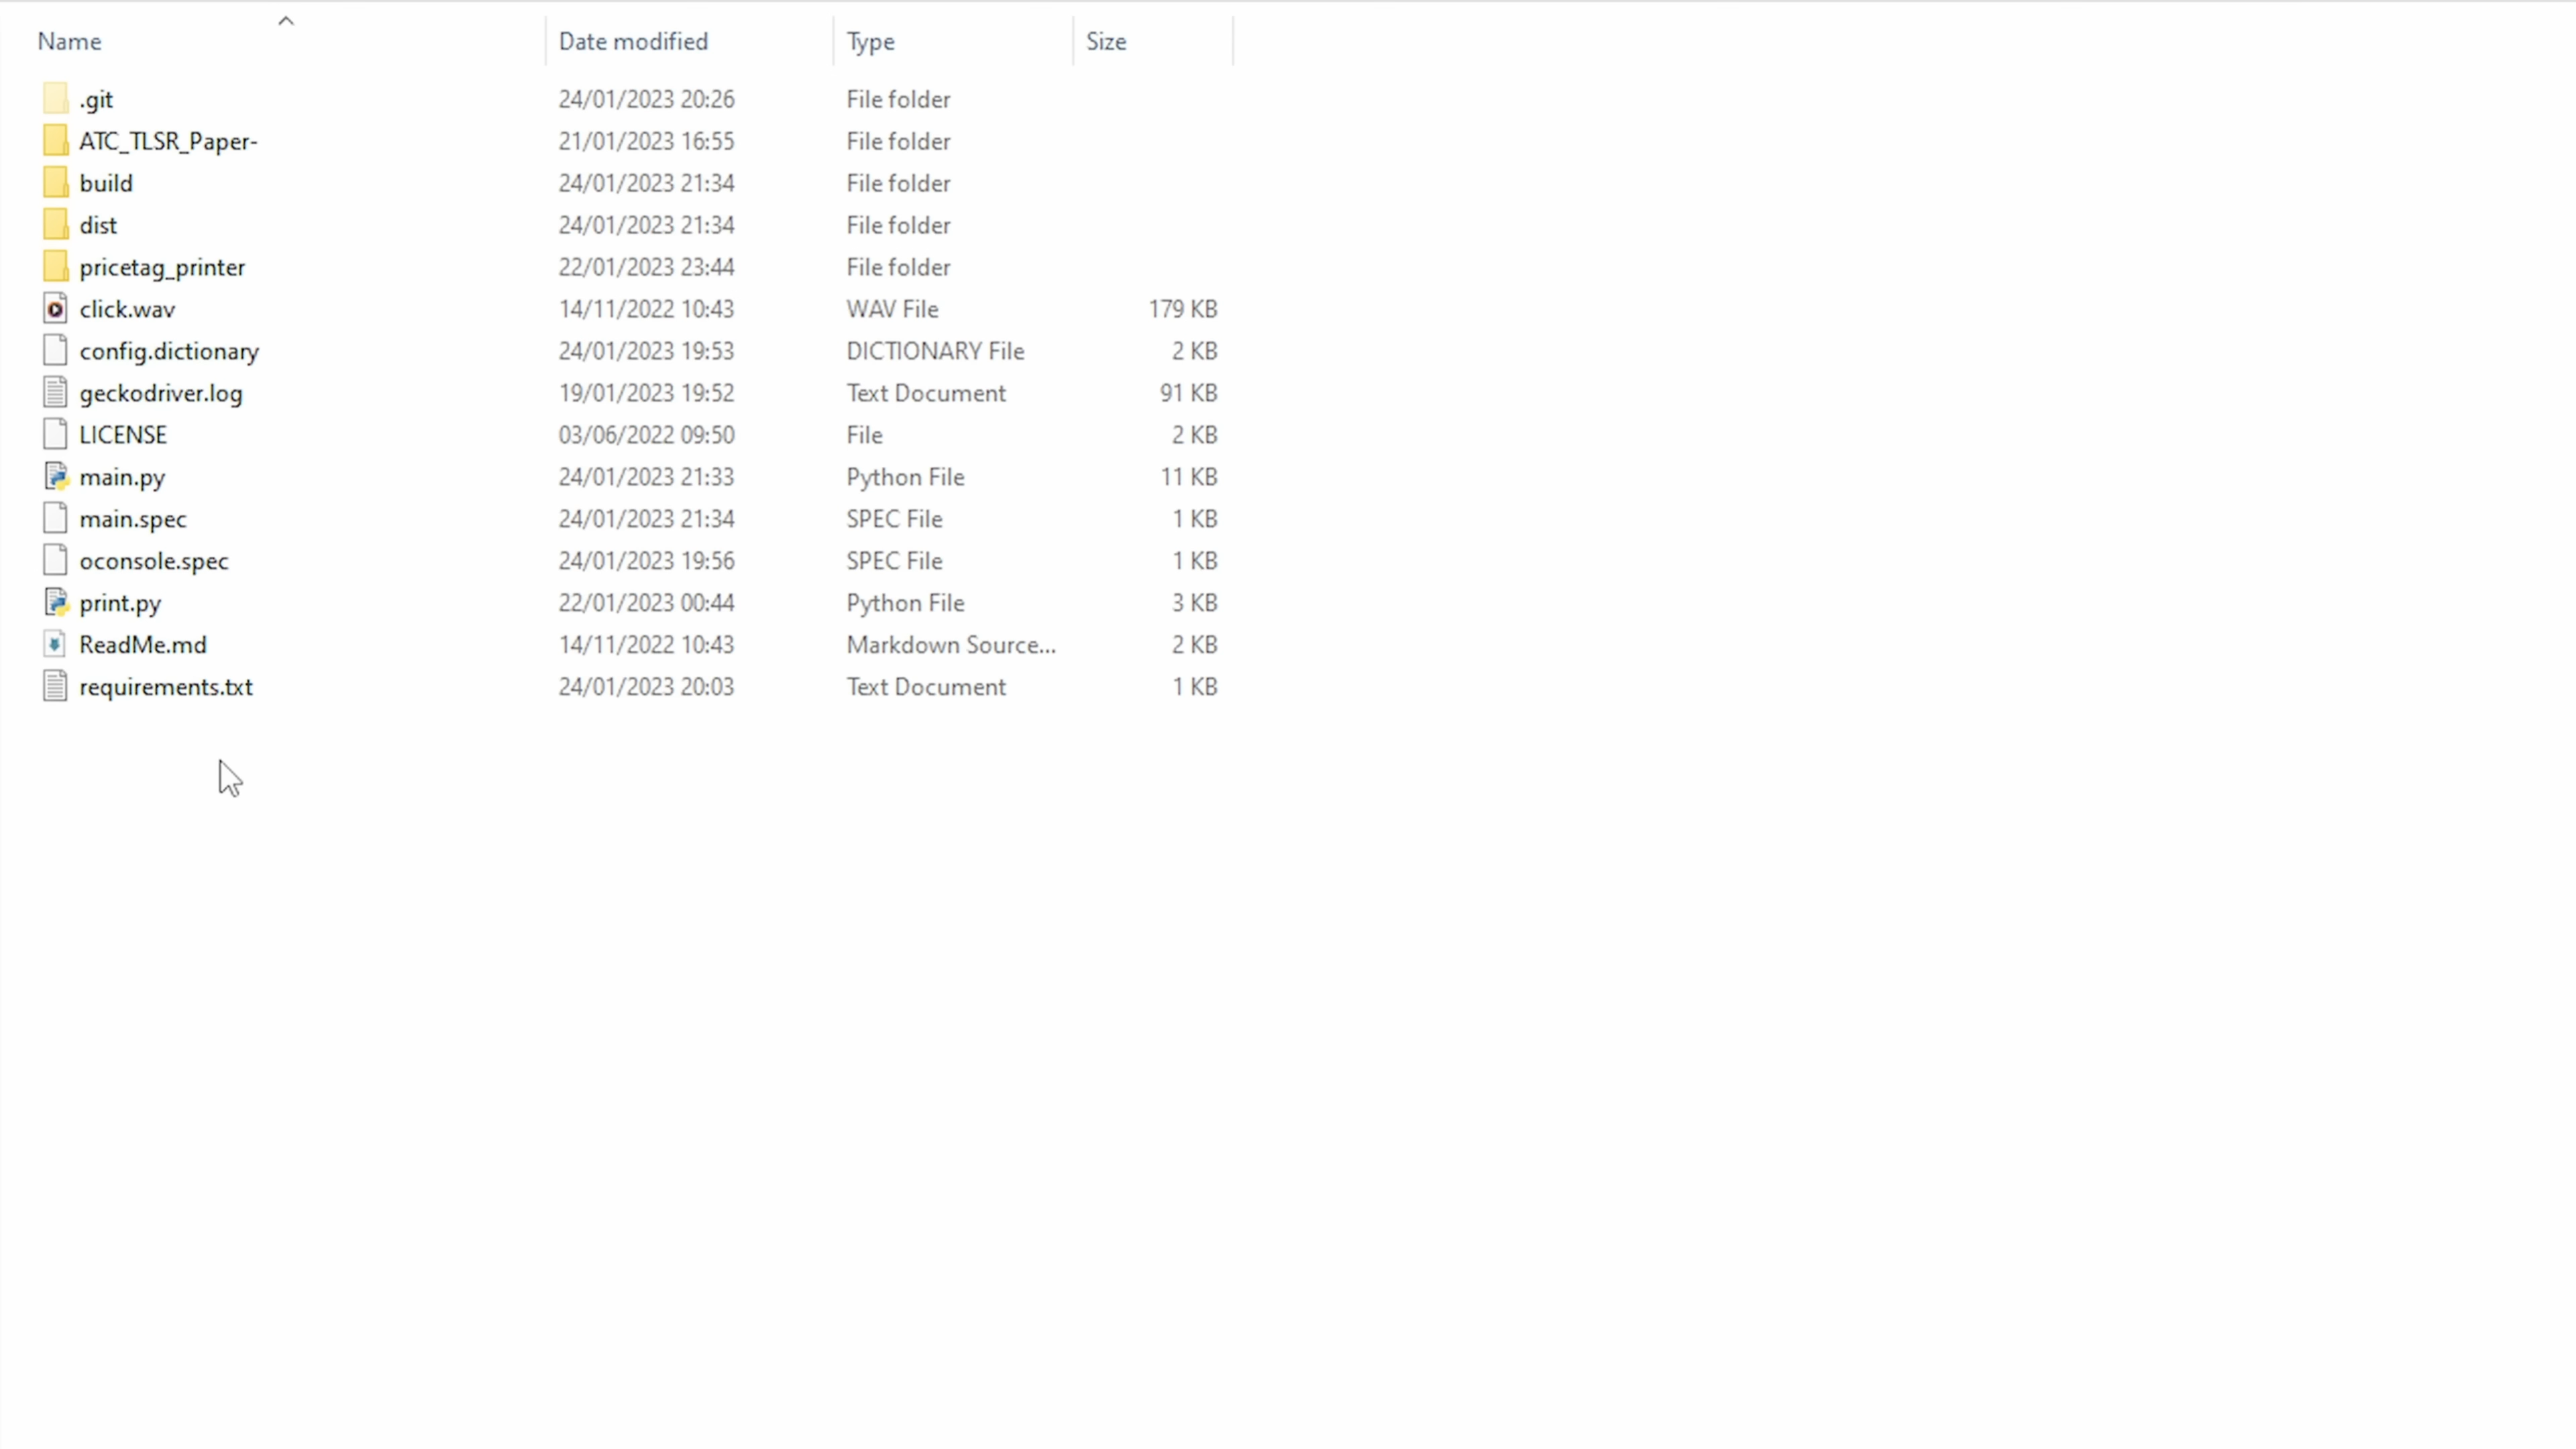 Name Date modified Type Size
.git 24/01/2023 20:26 File folder
ATC_TLSR_Paper- 21/01/2023 16:55 File folder
build 24/01/2023 21:34 File folder
dist 24/01/2023 21:34 File folder
pricetag_printer 22/01/2023 23:44 File folder
click.wav 14/11/2022 10:43 WAV File 179 KB
config.dictionary 24/01/2023 19:53 DICTIONARY File 2 KB
geckodriver.log 19/01/2023 19:52 Text Document 91 KB
LICENSE 03/06/2022 09:50 File 2 KB
main.py 24/01/2023 21:33 Python File 11 KB
main.spec 24/01/2023 21:34 SPEC File 1 KB
oconsole.spec 24/01/2023 19:56 SPEC File 1 KB
print.py 22/01/2023 00:44 Python File 3 KB
ReadMe.md 14/11/2022 10:43 Markdown Source... 2 KB
requirements.txt 24/01/2023 20:03 Text Document 1 KB